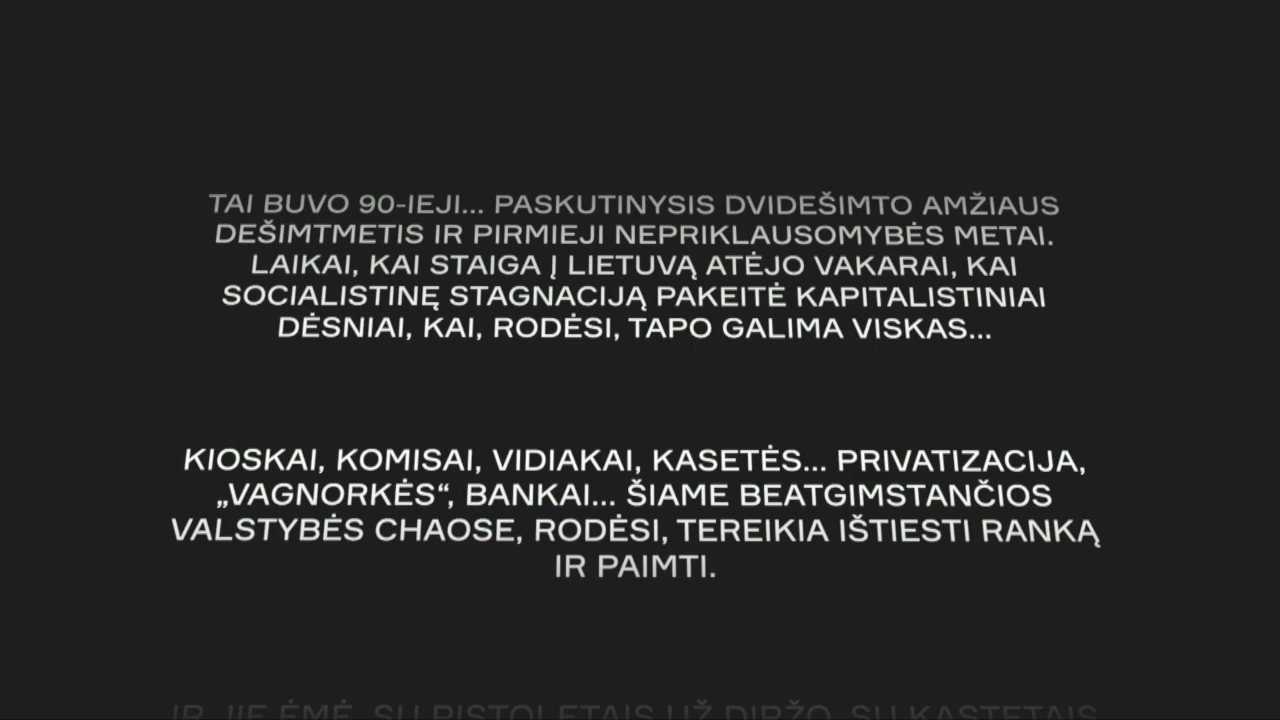 TAI BUVO 90-IEJI... PASKUTINYSIS DVIDEŠIMTO AMŽIAUS
DEŠIMTMETIS IR PIRMIEJI NEPRIKLAUSOMYBĖS METAI.
LAIKAI, KAI STAIGA Į LIETUVĄ ATĖJO VAKARAI, KAI
SOCIALISTINĘ STAGNACIJĄ PAKEITĖ KAPITALISTINIAI
DĖSNIAI, KAI, RODĖSI, TAPO GALIMA VISKAS...
KIOSKAI, KOMISAI, VIDIAKAI, KASETĖS... PRIVATIZACIJA,
„VAGNORKĖS“, BANKAI... ŠIAME BEATGIMSTANČIOS
VALSTYBĖS CHAOSE, RODĖSI, TEREIKIA IŠTIESTI RANKĄ
IR PAIMTI.
IR JIE ĖMĖ. SU PISTOLETAIS UŽ DIRŽO, SU KASTETAIS